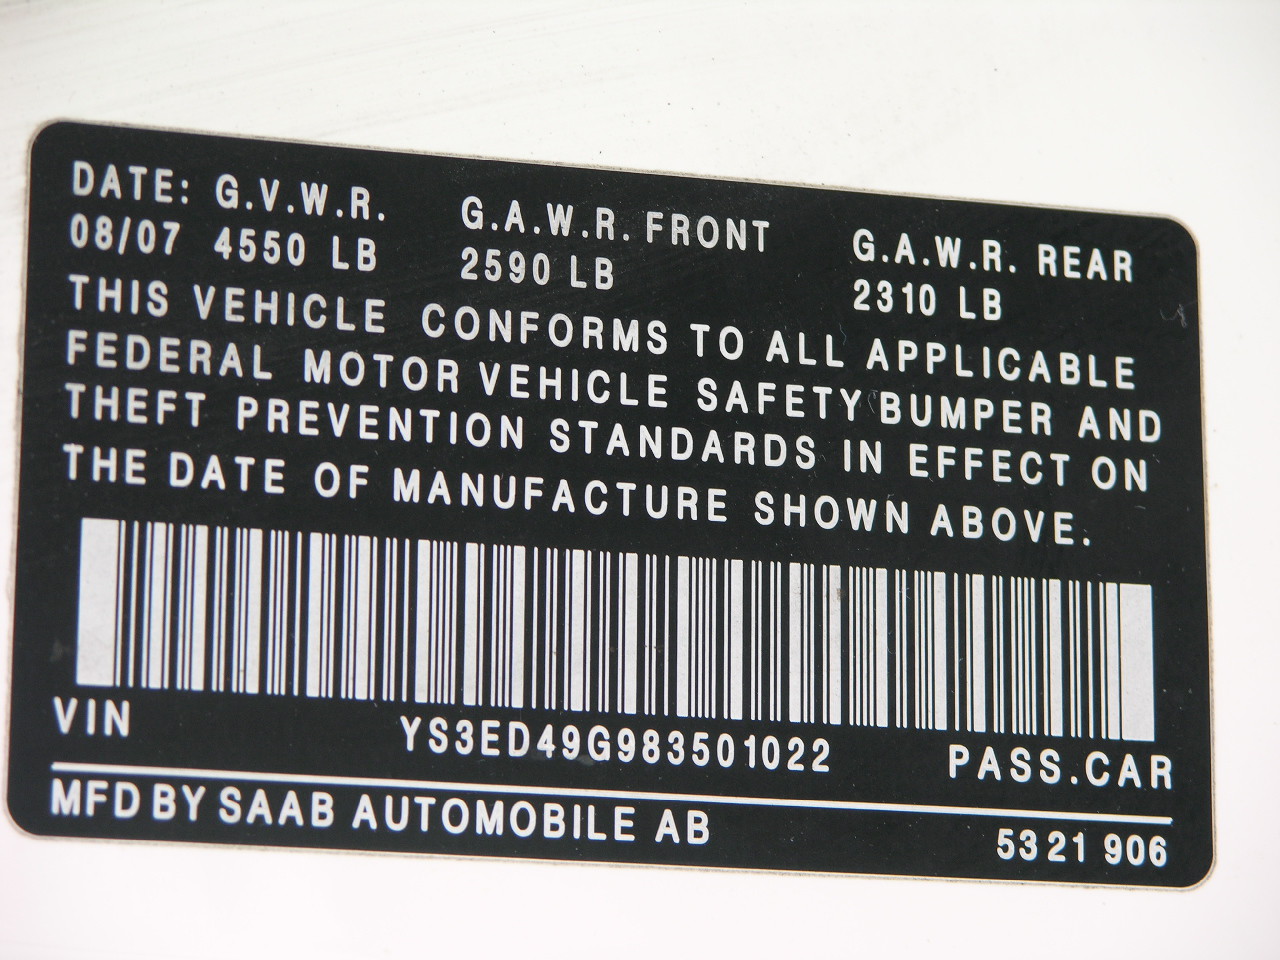 DATE: G.V.W.R. G.A.W.R. FRONT G.A.W.R. REAR
08/07 4550 LB 2590 LB 2310 LB
THIS VEHICLE CONFORMS TO ALL APPLICABLE
FEDERAL MOTOR VEHICLE SAFETY BUMPER AND
THEFT PREVENTION STANDARDS IN EFFECT ON
THE DATE OF MANUFACTURE SHOWN ABOVE.
VIN YS3ED49G983501022 PASS.CAR
MFD BY SAAB AUTOMOBILE AB 53 21 906